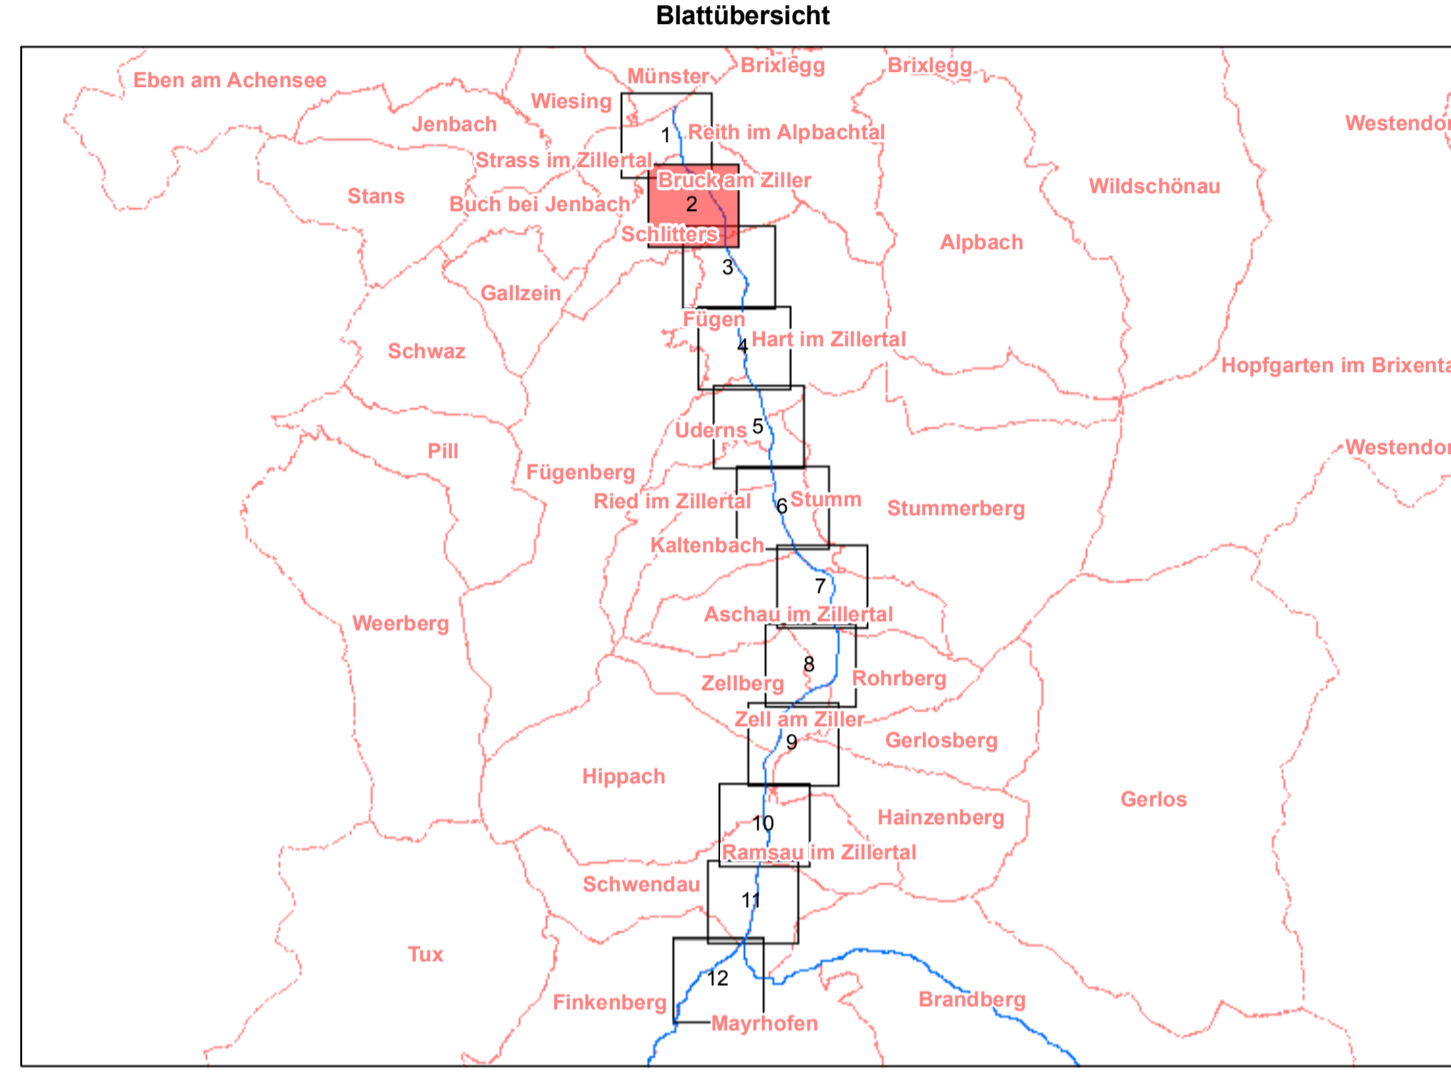 Blattübersicht
Brixlegg
Brixlegg
Münster
Eben am Achensee
Wiesing
Jenbach
Westendor
1
Reith im Alpbachtal
Strass im Zillertal
Bruck am Ziller
Wildschönau
Stans
Buch bei Jenbach
2
Schlitters
Alpbach
3
Gallzein
Fügen
Hart im Zillertal
4
Schwaz
Hopfgarten im Brixenta
5
Uderns
Pill
Westendor
Fügenberg
Ried im Zillertal
6
Stumm
Stummerberg
Kaltenbach
7
Aschau im Zillertal
Weerberg
8
Rohrberg
Zellberg
Zell am Ziller
9
Gerlosberg
Hippach
Gerlos
Hainzenberg
10
Ramsau im Zillertal
Schwendau
11
Tux
12
Finkenberg
Brandberg
Mayrhofen